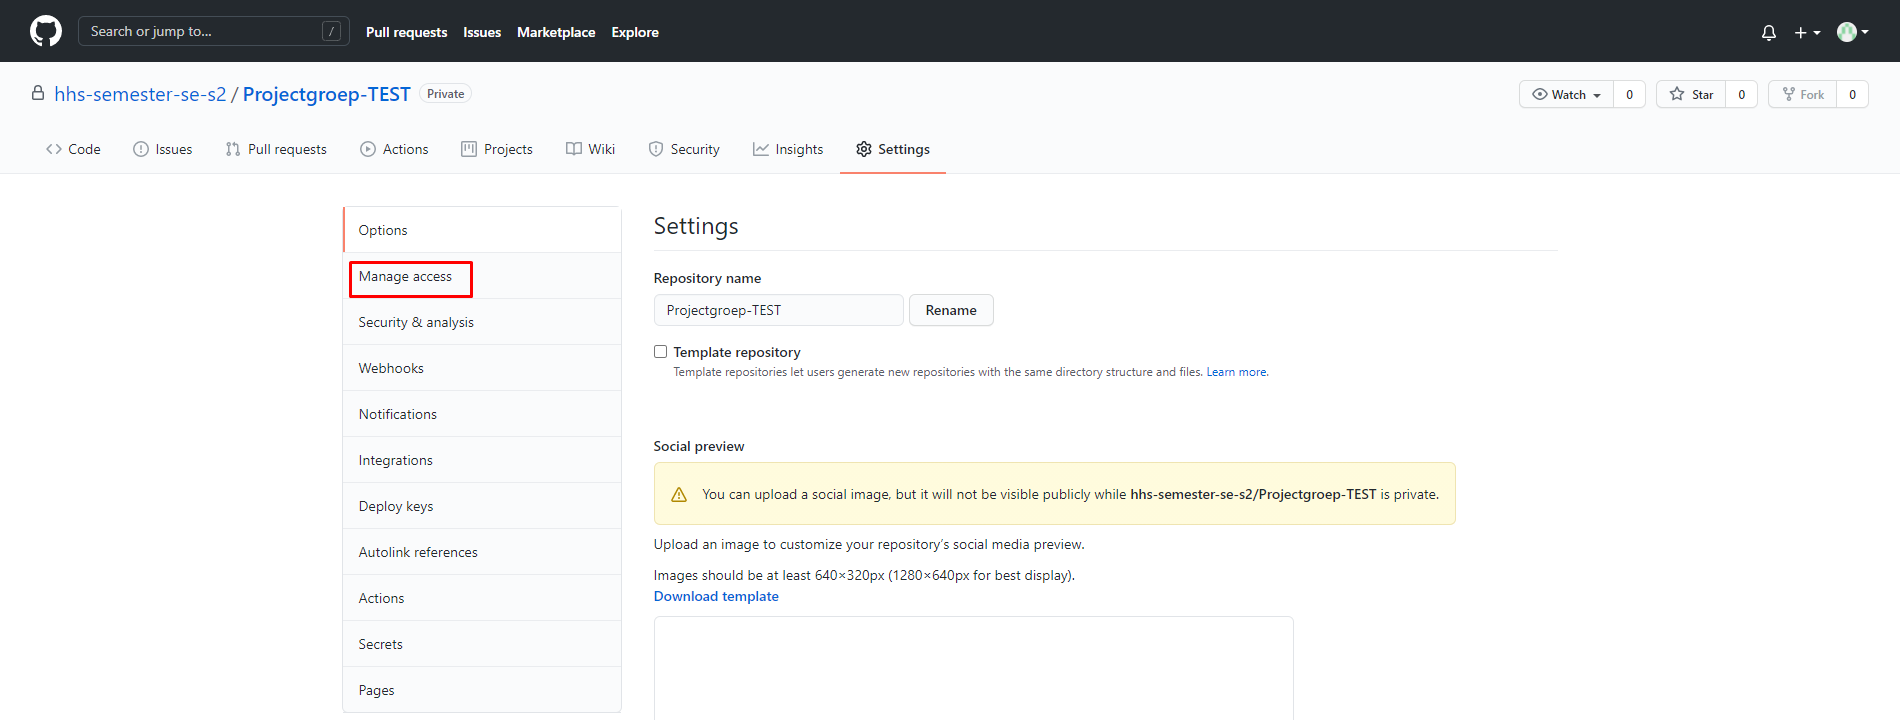 Search or jump to... /
Pull requests Issues Marketplace Explore
hhs-semester-se-s2 / Projectgroep-TEST Private
Watch 0 Star 0 Fork 0
Code Issues Pull requests Actions Projects Wiki Security Insights Settings
Options
Manage access
Security & analysis
Webhooks
Notifications
Integrations
Deploy keys
Autolink references
Actions
Secrets
Pages
Settings
Repository name
Projectgroep-TEST Rename
Template repository
Template repositories let users generate new repositories with the same directory structure and files. Learn more.
Social preview
You can upload a social image, but it will not be visible publicly while hhs-semester-se-s2/Projectgroep-TEST is private.
Upload an image to customize your repository's social media preview.
Images should be at least 640×320px (1280×640px for best display).
Download template